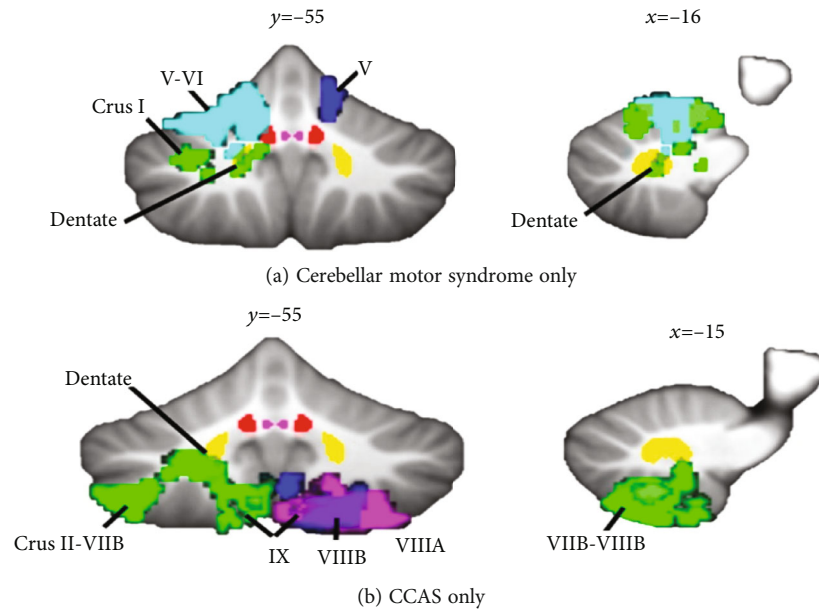 y=–55
x=–16
V-VI
V
Crus I
Dentate
Dentate
(a) Cerebellar motor syndrome only
y=–55
x=–15
Dentate
Crus II-VIIB
IX
VIIIB
VIIIA
VIIB-VIIIB
(b) CCAS only